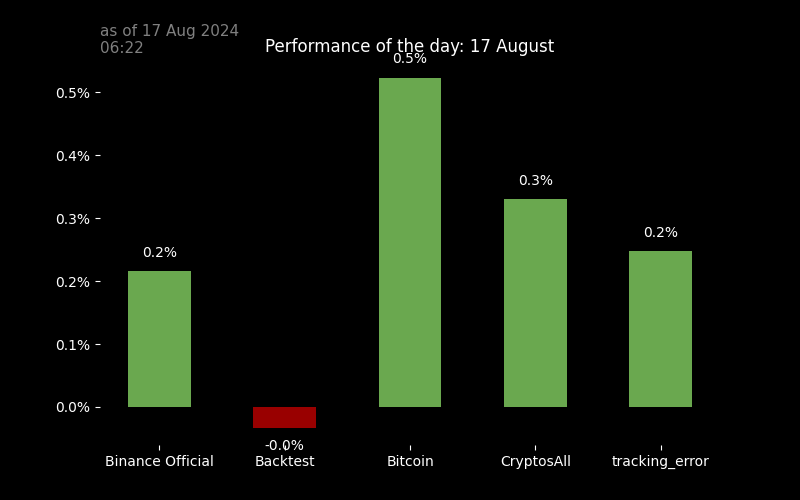 as of 17 Aug 2024
06:22
Performance of the day: 17 August
0.5%
0.5%
0.4%
0.3%
0.3%
0.2%
0.2%
0.2%
0.1%
0.0%
-0.0%
Binance Official
Backtest
Bitcoin
CryptosAll
tracking_error